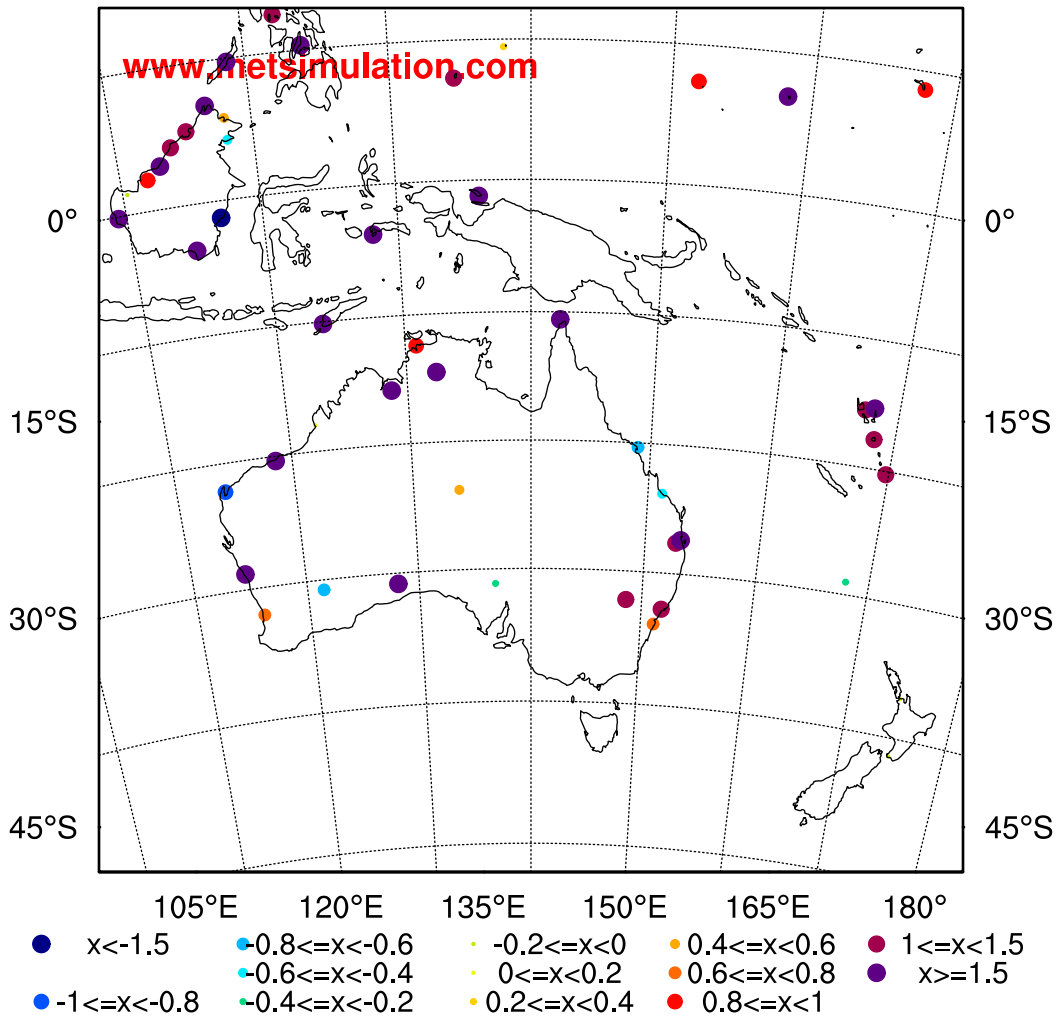 www.metsimulation.com
0° 0°
15°S 15°S
30°S 30°S
45°S 45°S
105°E 120°E 135°E 150°E 165°E 180°
x<-1.5 -0.8<=x<-0.6 -0.2<=x<0 0.4<=x<0.6 1<=x<1.5
-0.6<=x<-0.4 0<=x<0.2 0.6<=x<0.8 x>=1.5
-1<=x<-0.8 -0.4<=x<-0.2 0.2<=x<0.4 0.8<=x<1